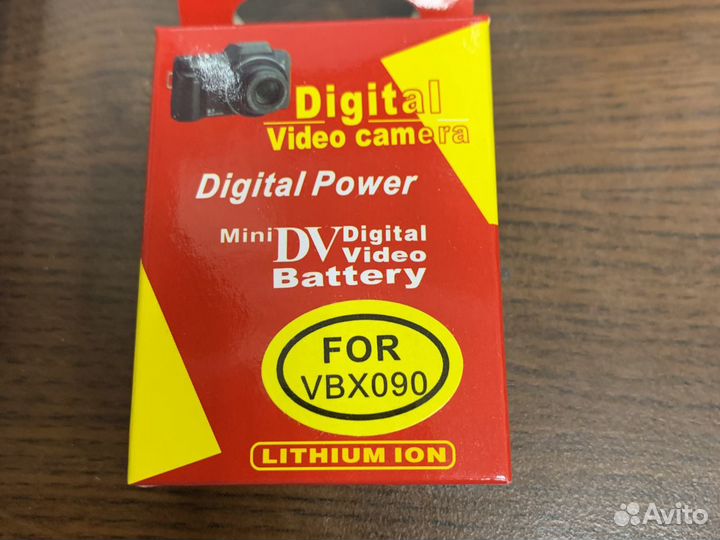 Digital
Video camera
Digital Power
Mini DV Digital
Video
Battery
FOR
VBX090
LITHIUM ION
Avito